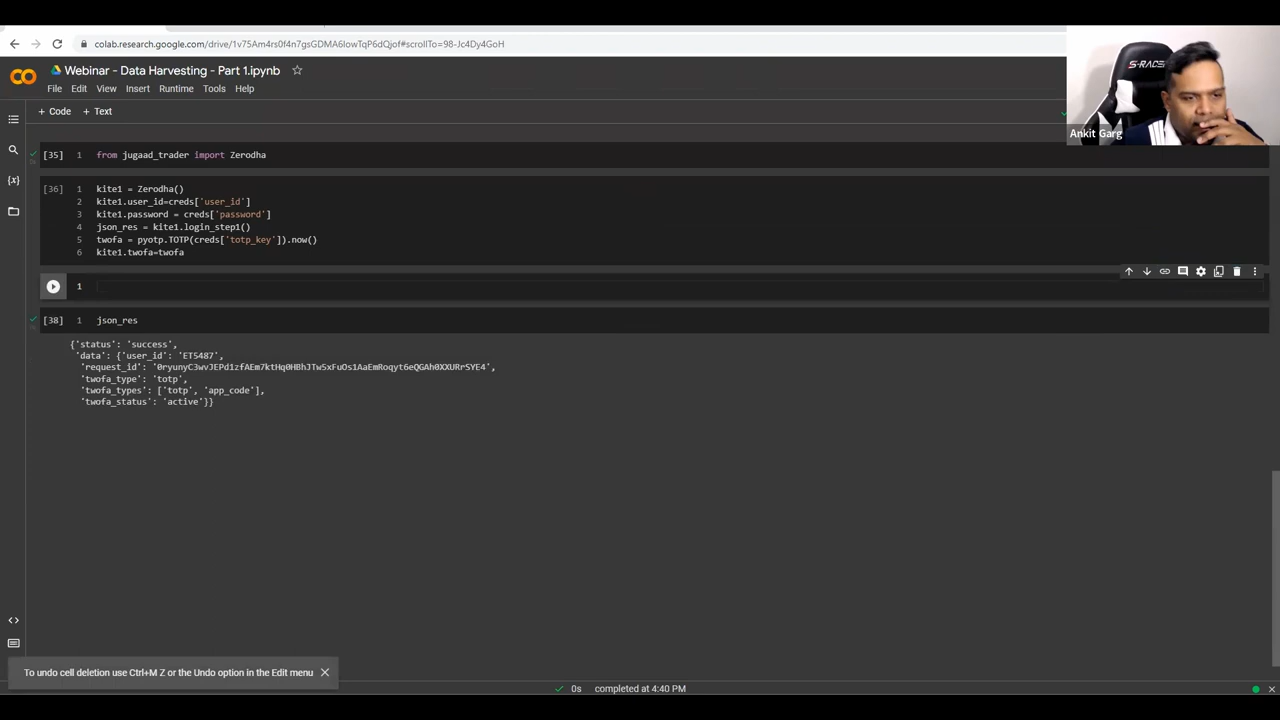 colab.research.google.com/drive/1v75Am4rs0f4n7gsGDMA6IowTqP6dQjof#scrollTo=98-Jc4Dy4GoH
CO
Webinar - Data Harvesting - Part 1.ipynb
File Edit View Insert Runtime Tools Help
+ Code + Text
S-RACER
Ankit Garg
{x}
[35] 1 from jugaad_trader import Zerodha
[36] 1 kite1 = Zerodha()
2 kite1.user_id=creds['user_id']
3 kite1.password = creds['password']
4 json_res = kite1.login_step1()
5 twofa = pyotp.TOTP(creds['totp_key']).now()
6 kite1.twofa=twofa
1
[38] 1 json_res
{'status': 'success',
'data': {'user_id': 'ET5487',
'request_id': '0ryunyC3wvJEPd1zfAEm7ktHq0HBhJTw5xFuOs1AaEmRoqyt6eQGAh0XXURrSYE4',
'twofa_type': 'totp',
'twofa_types': ['totp', 'app_code'],
'twofa_status': 'active'}}
To undo cell deletion use Ctrl+M Z or the Undo option in the Edit menu
0s completed at 4:40 PM